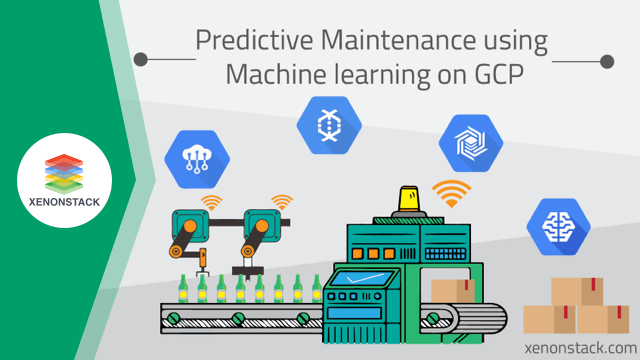 Predictive Maintenance using
Machine learning on GCP
XENONSTACK
xenonstack.com